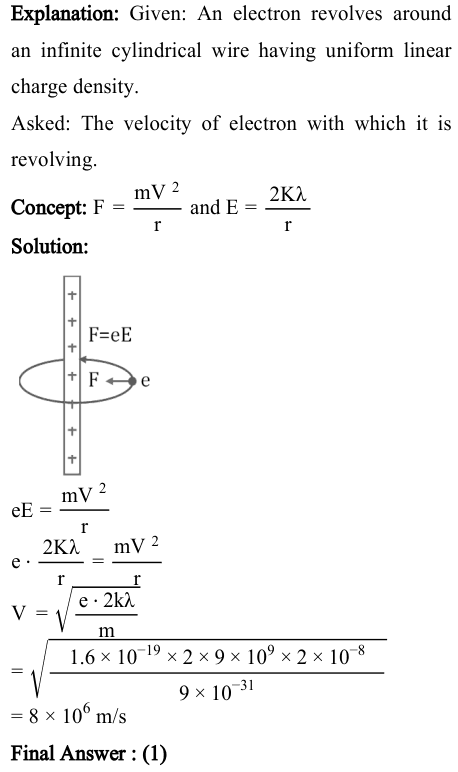 Explanation: Given: An electron revolves around
an infinite cylindrical wire having uniform linear
charge density.
Asked: The velocity of electron with which it is
revolving.
Concept: F = mV²/r and E = 2Kλ/r
Solution:
+
+
F=eE
+
+ F e
+
+
+
eE = mV²/r
e · 2Kλ/r = mV²/r
V = √(e · 2kλ/m)
= √(1.6 × 10⁻¹⁹ × 2 × 9 × 10⁹ × 2 × 10⁻⁸/9 × 10⁻³¹)
= 8 × 10⁶ m/s
Final Answer : (1)